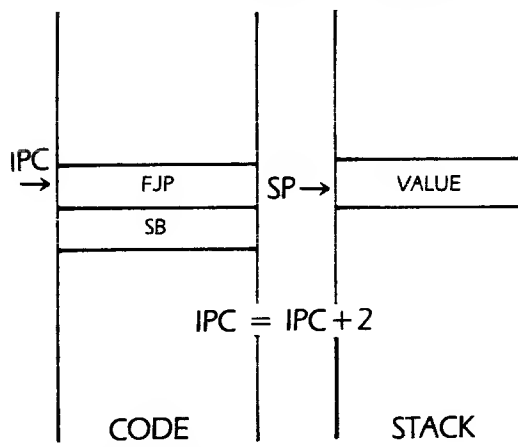 IPC
→
FJP
SP→
VALUE
SB
IPC = IPC+2
CODE
STACK